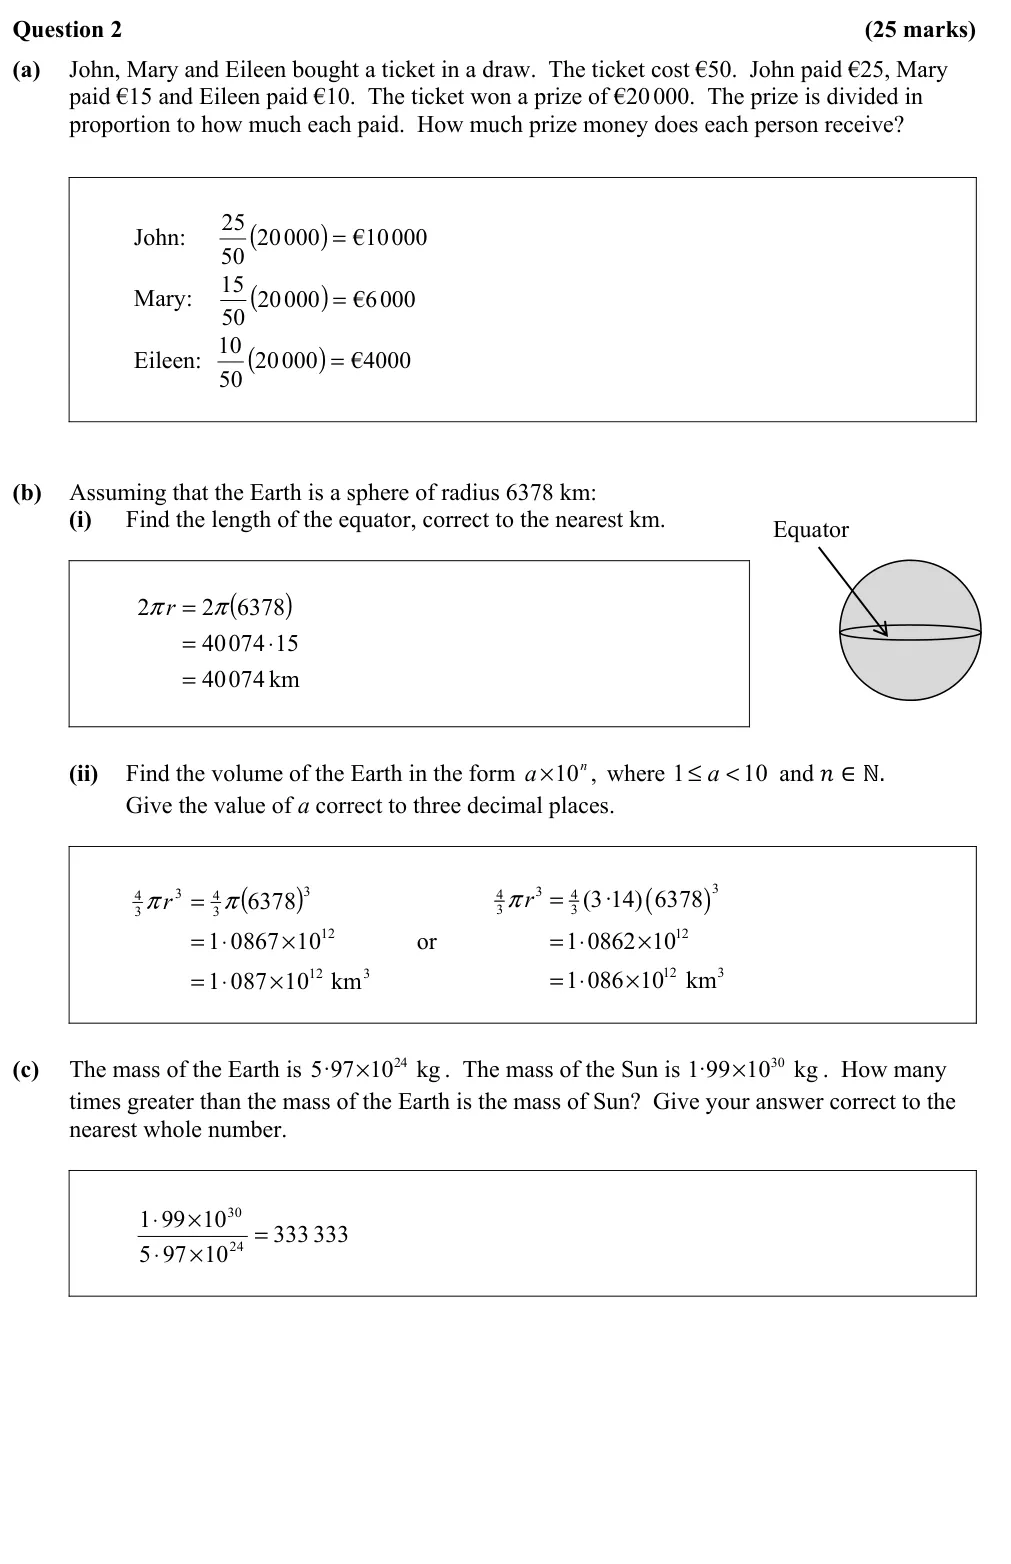 Question 2 (25 marks)
(a) John, Mary and Eileen bought a ticket in a draw. The ticket cost €50. John paid €25, Mary
paid €15 and Eileen paid €10. The ticket won a prize of €20 000. The prize is divided in
proportion to how much each paid. How much prize money does each person receive?
John: 25/50 (20 000) = €10 000
Mary: 15/50 (20 000) = €6 000
Eileen: 10/50 (20 000) = €4000
(b) Assuming that the Earth is a sphere of radius 6378 km:
(i) Find the length of the equator, correct to the nearest km.
Equator
2πr = 2π(6378)
= 40 074·15
= 40 074 km
(ii) Find the volume of the Earth in the form a×10ⁿ, where 1 ≤ a < 10 and n ∈ ℕ.
Give the value of a correct to three decimal places.
4/3 πr³ = 4/3 π(6378)³ 4/3 πr³ = 4/3 (3·14)(6378)³
= 1·0867×10¹² or = 1·0862×10¹²
= 1·087×10¹² km³ = 1·086×10¹² km³
(c) The mass of the Earth is 5·97×10²⁴ kg. The mass of the Sun is 1·99×10³⁰ kg. How many
times greater than the mass of the Earth is the mass of Sun? Give your answer correct to the
nearest whole number.
1·99×10³⁰ / 5·97×10²⁴ = 333 333